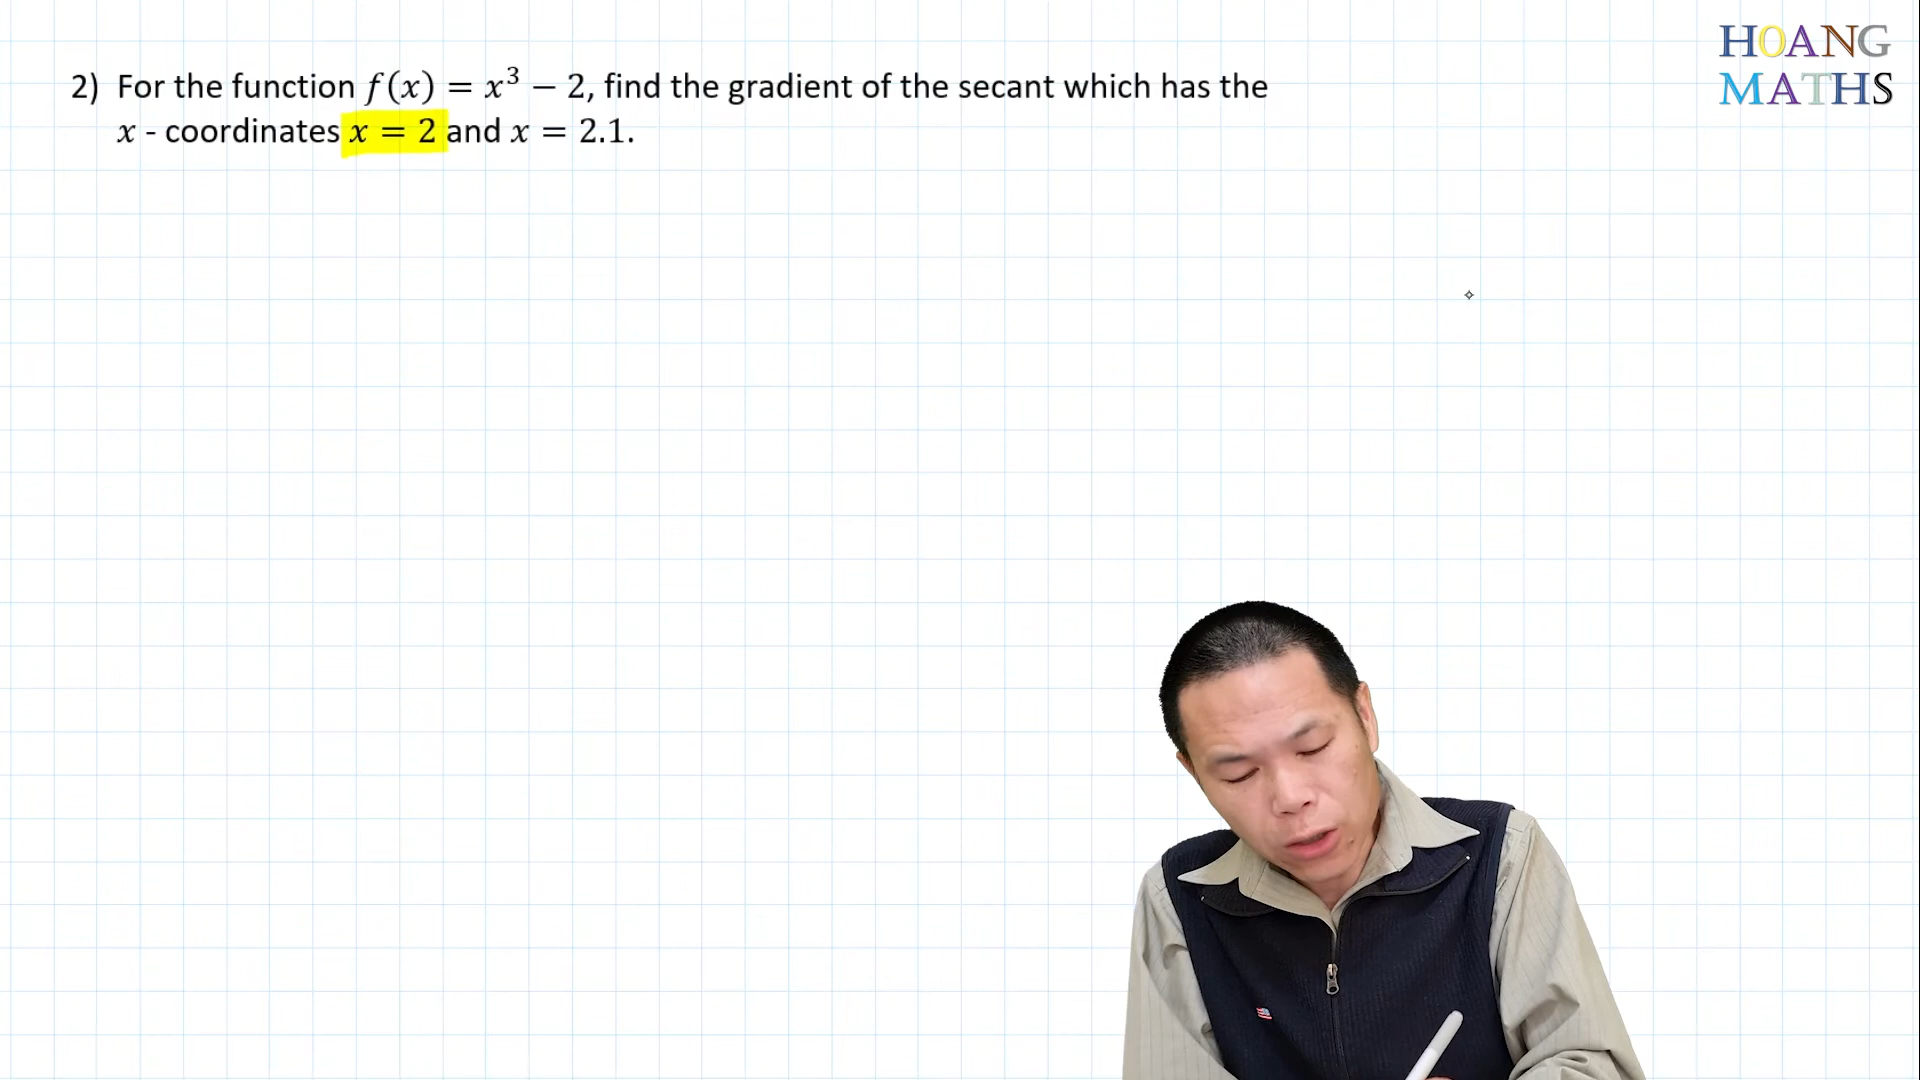 HOANG
MATHS
2) For the function f(x) = x³ − 2, find the gradient of the secant which has the
x - coordinates x = 2 and x = 2.1.